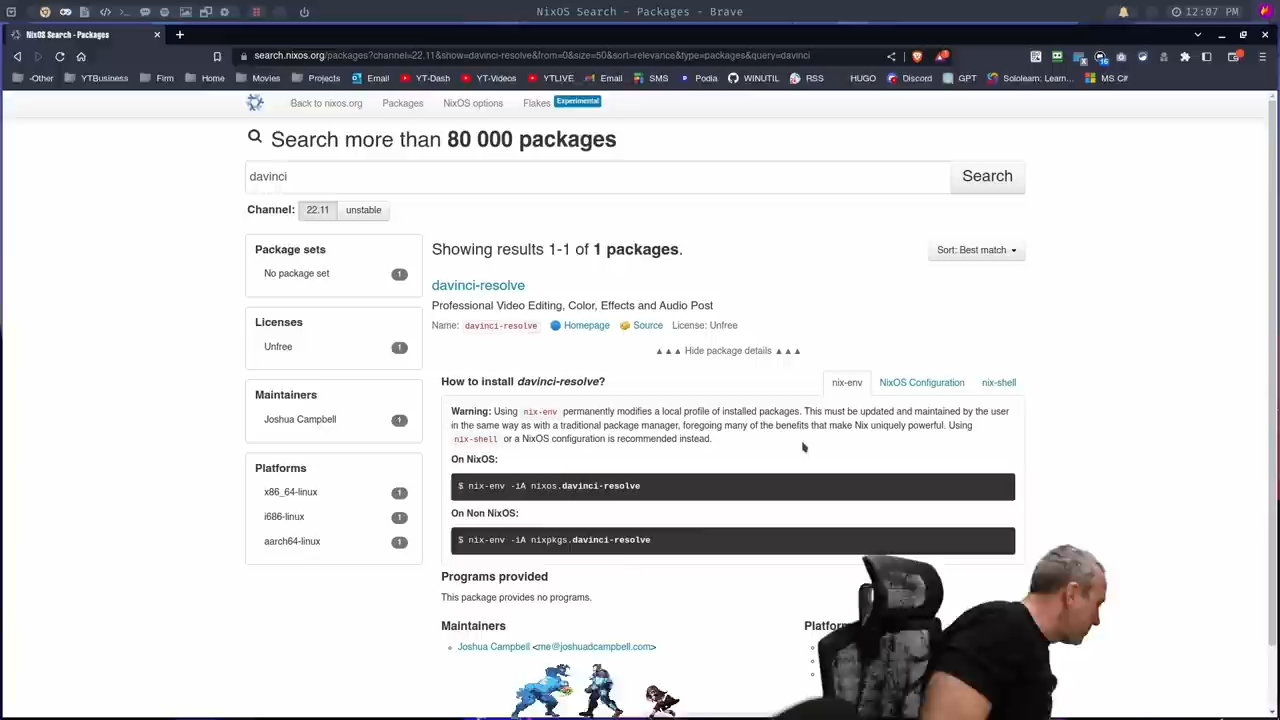 NixOS Search - Packages - Brave
12:07 PM
NixOS Search - Packages
search.nixos.org/packages?channel=22.11&show=davinci-resolve&from=0&size=50&sort=relevance&type=packages&query=davinci
-Other YTBusiness Firm Home Movies Projects Email YT-Dash YT-Videos YTLIVE Email SMS Podia WINUTIL RSS HUGO Discord GPT Sololearn: Learn... MS C#
Back to nixos.org Packages NixOS options Flakes Experimental
Search more than 80 000 packages
davinci Search
Channel: 22.11 unstable
Package sets
No package set 1
Licenses
Unfree 1
Maintainers
Joshua Campbell 1
Platforms
x86_64-linux 1
i686-linux 1
aarch64-linux 1
Showing results 1-1 of 1 packages.
Sort: Best match
davinci-resolve
Professional Video Editing, Color, Effects and Audio Post
Name: davinci-resolve Homepage Source License: Unfree
▲▲▲ Hide package details ▲▲▲
How to install davinci-resolve?
nix-env NixOS Configuration nix-shell
Warning: Using nix-env permanently modifies a local profile of installed packages. This must be updated and maintained by the user
in the same way as with a traditional package manager, foregoing many of the benefits that make Nix uniquely powerful. Using
nix-shell or a NixOS configuration is recommended instead.
On NixOS:
$ nix-env -iA nixos.davinci-resolve
On Non NixOS:
$ nix-env -iA nixpkgs.davinci-resolve
Programs provided
This package provides no programs.
Maintainers
Joshua Campbell <me@joshuadcampbell.com>
Platform